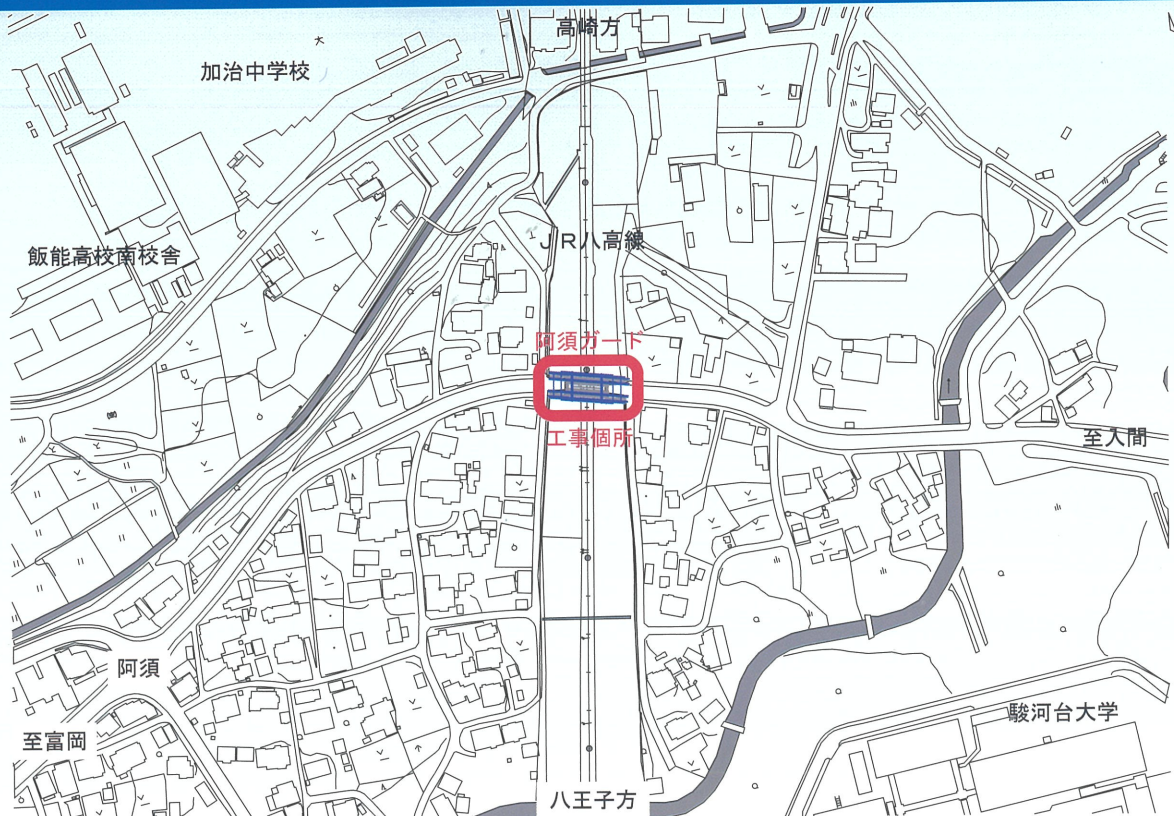 高崎方
加治中学校
飯能高校南校舎
JR八高線
阿須ガード
工事個所
至入間
阿須
至富岡
駿河台大学
八王子方